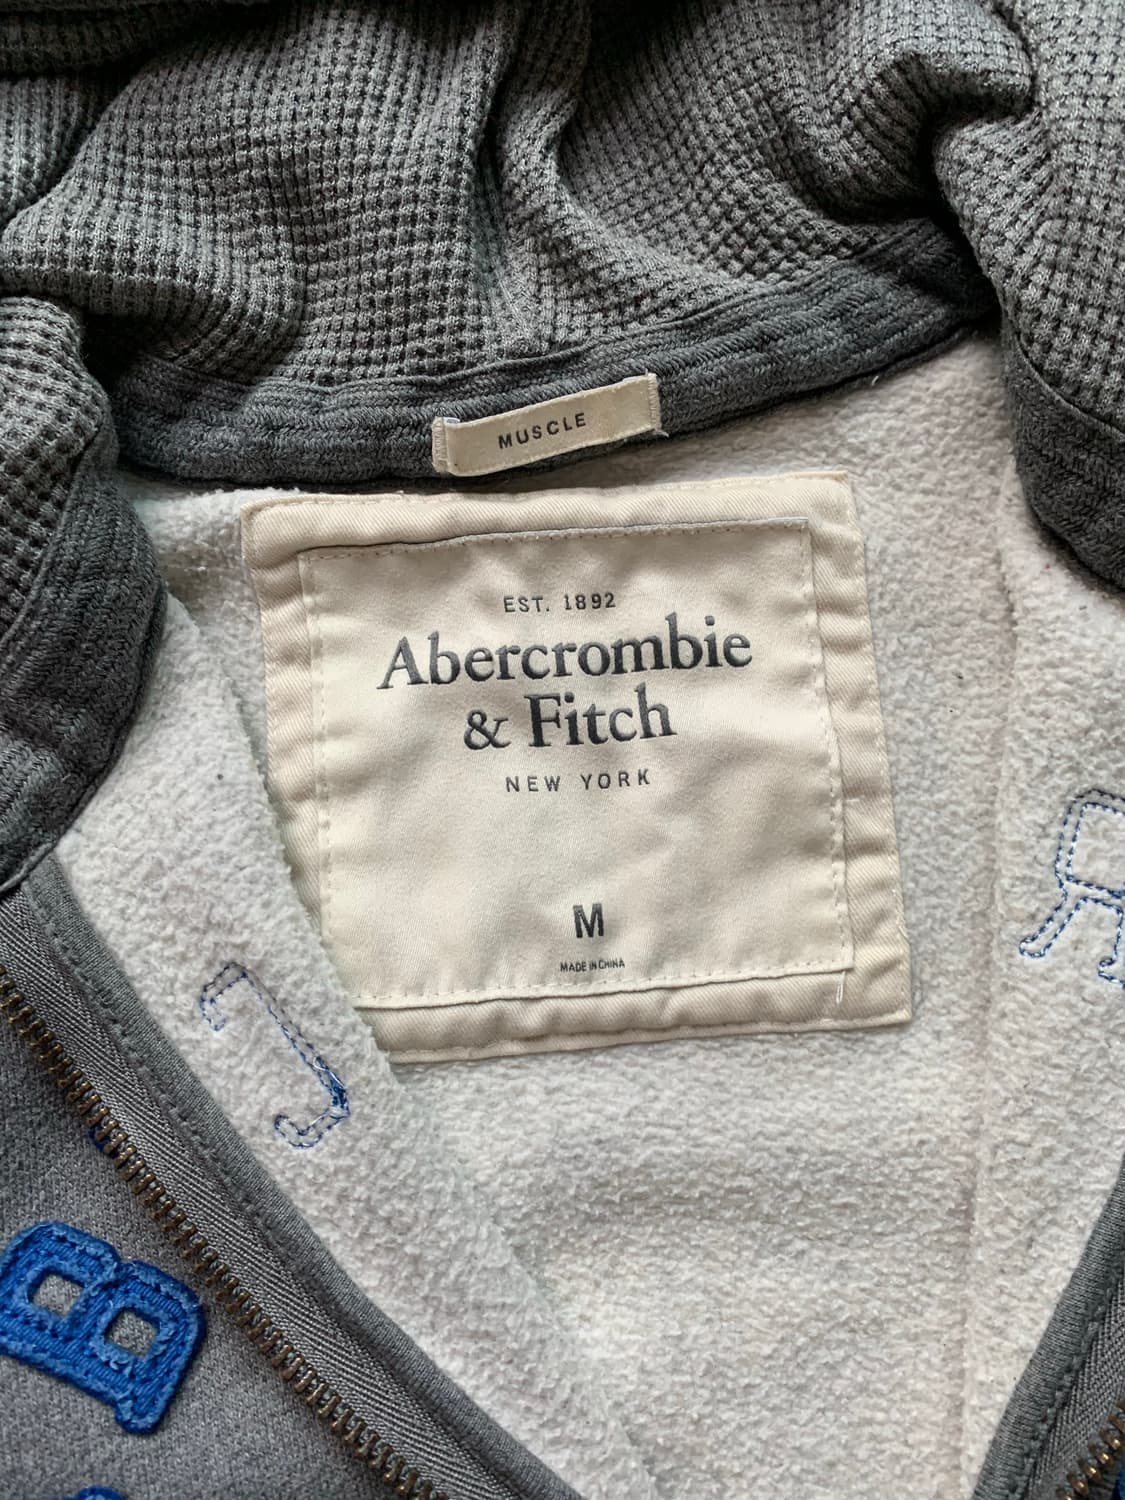 MUSCLE
EST. 1892
Abercrombie
& Fitch
NEW YORK
M
MADE IN CHINA
B